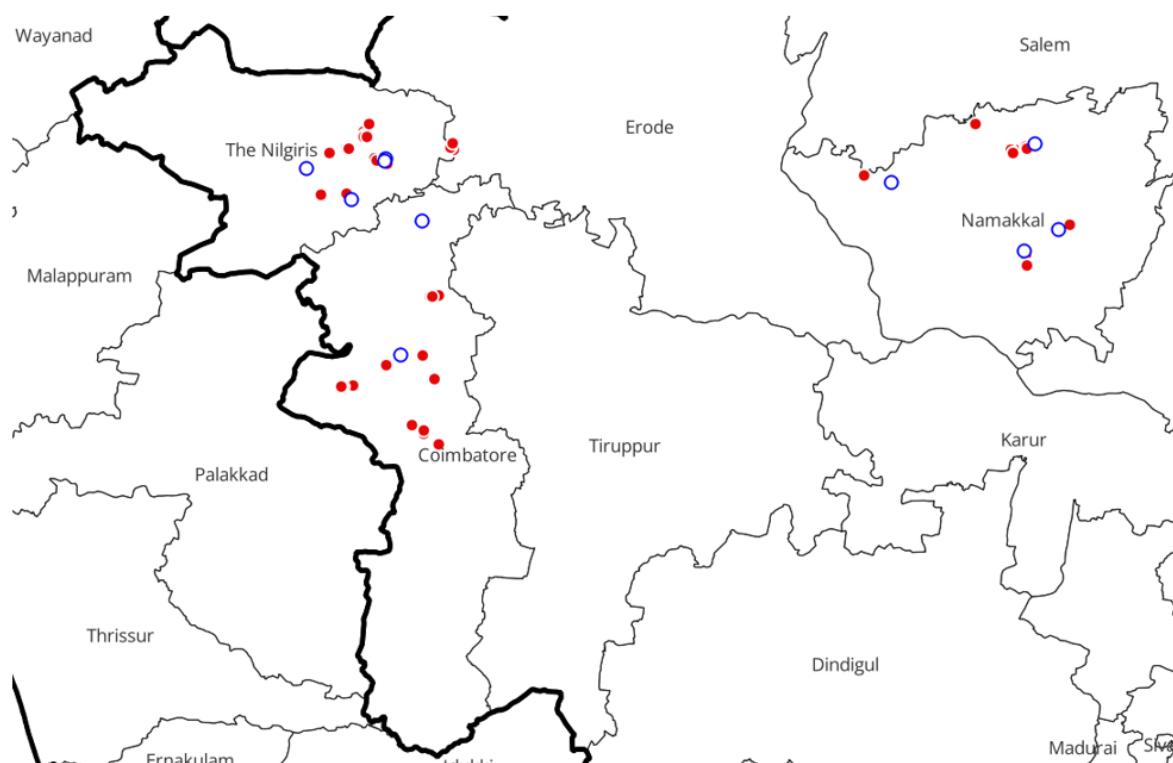 Wayanad
Salem
Erode
The Nilgiris
Namakkal
Malappuram
Karur
Tiruppur
Coimbatore
Palakkad
Thrissur
Dindigul
Madurai
Ernakulam